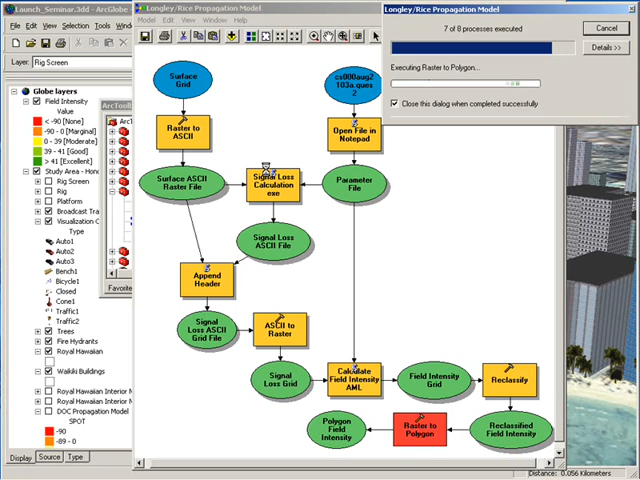 Launch_Seminar.3dd - ArcGlobe
File Edit View Selection Tools
Layer: Rig Screen
Globe layers
Field Intensity
< -90 [None]
-90 - 0 [Marginal]
0 - 39 [Moderate]
39 - 41 [Good]
> 41 [Excellent]
Study Area - Hono
Rig Screen
Rig
Platform
Broadcast Tra
Visualization C
Type
Auto1
Auto2
Auto3
Bench1
Bicycle1
Closed
Cone1
Traffic1
Traffic2
Trees
Fire Hydrants
Royal Hawaiian
Waikiki Buildings
Royal Hawaiian Interior M
Royal Hawaiian Interior M
DOC Propagation Model
SPOT
-90
-89 - 0
Display Source Type
ArcToolb
Favorite
Longley/Rice Propagation Model
Model Edit View Window Help
Surface
Grid
cs000aug2
103a.ques
2
Raster to
ASCII
Open File in
Notepad
Surface ASCII
Raster File
Signal Loss
Calculation
exe
Parameter
File
Signal Loss
ASCII File
Append
Header
Signal
Loss ASCII
Grid File
ASCII to
Raster
Signal
Loss Grid
Calculate
Field Intensity
AML
Field Intensity
Grid
Reclassify
Polygon
Field
Intensity
Raster to
Polygon
Reclassified
Field Intensity
Longley/Rice Propagation Model
7 of 8 processes executed
Cancel
Details >>
Executing Raster to Polygon...
Close this dialog when completed successfully
Distance: 0.056 Kilometers